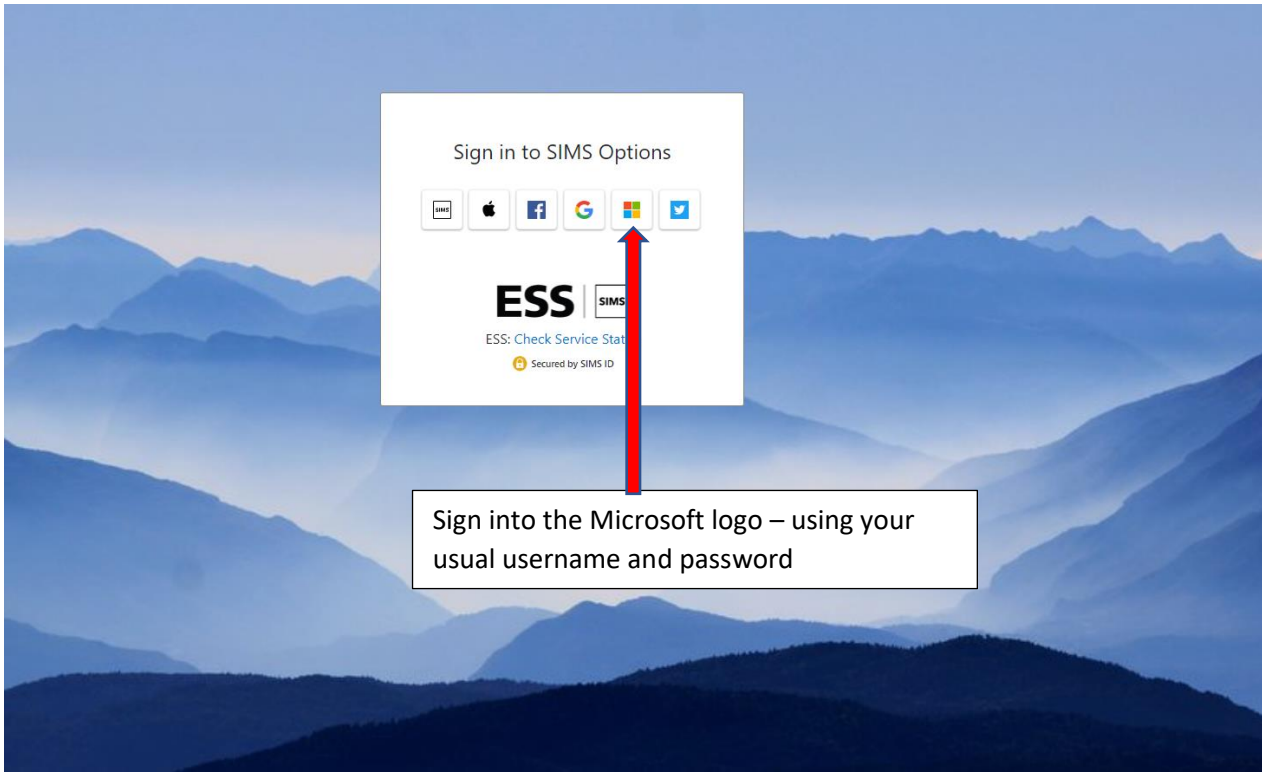 Sign in to SIMS Options
SIMS
ESS SIMS
ESS: Check Service Stat
Secured by SIMS ID
Sign into the Microsoft logo – using your
usual username and password